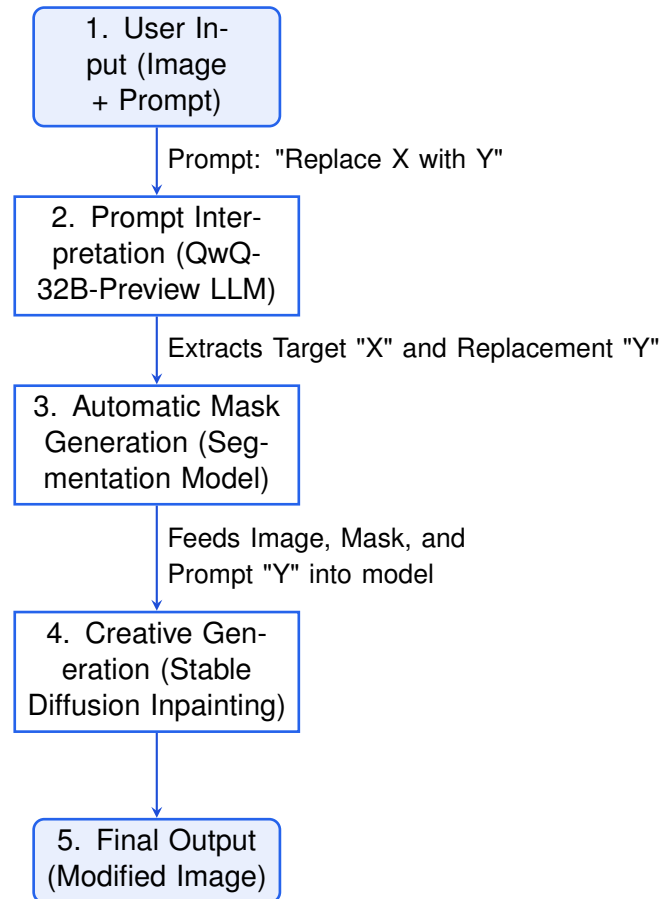 1. User In-
put (Image
+ Prompt)
Prompt: "Replace X with Y"
2. Prompt Inter-
pretation (QwQ-
32B-Preview LLM)
Extracts Target "X" and Replacement "Y"
3. Automatic Mask
Generation (Seg-
mentation Model)
Feeds Image, Mask, and
Prompt "Y" into model
4. Creative Gen-
eration (Stable
Diffusion Inpainting)
5. Final Output
(Modified Image)